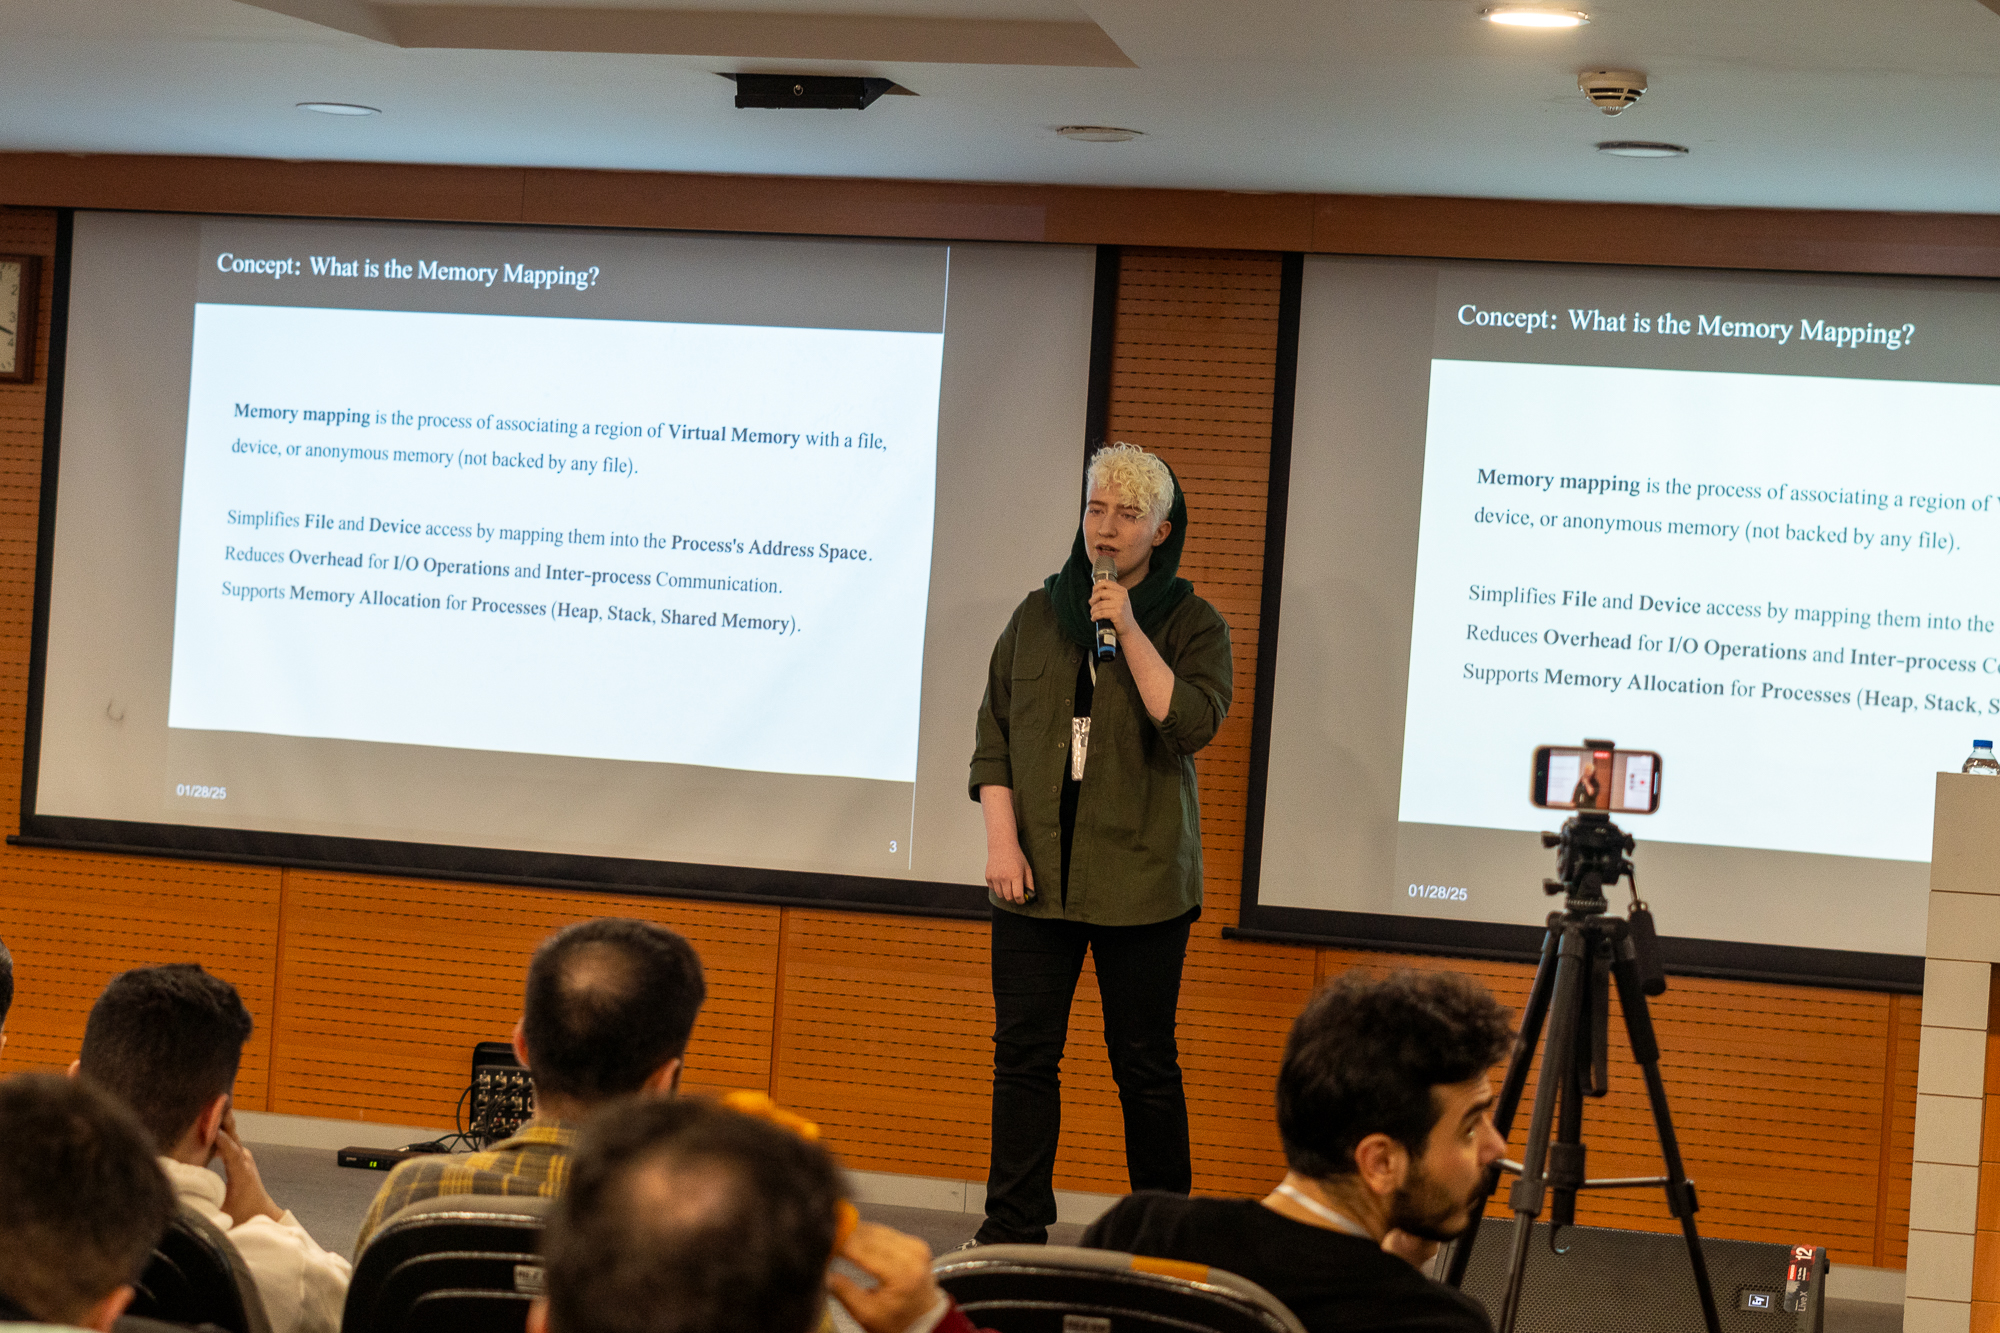 Concept: What is the Memory Mapping?
Memory mapping is the process of associating a region of Virtual Memory with a file,
device, or anonymous memory (not backed by any file).
Simplifies File and Device access by mapping them into the Process's Address Space.
Reduces Overhead for I/O Operations and Inter-process Communication.
Supports Memory Allocation for Processes (Heap, Stack, Shared Memory).
01/28/25
3
Concept: What is the Memory Mapping?
Memory mapping is the process of associating a region of
device, or anonymous memory (not backed by any file).
Simplifies File and Device access by mapping them into the
Reduces Overhead for I/O Operations and Inter-process
Supports Memory Allocation for Processes (Heap, Stack,
01/28/25
2
3
4
12
Live X